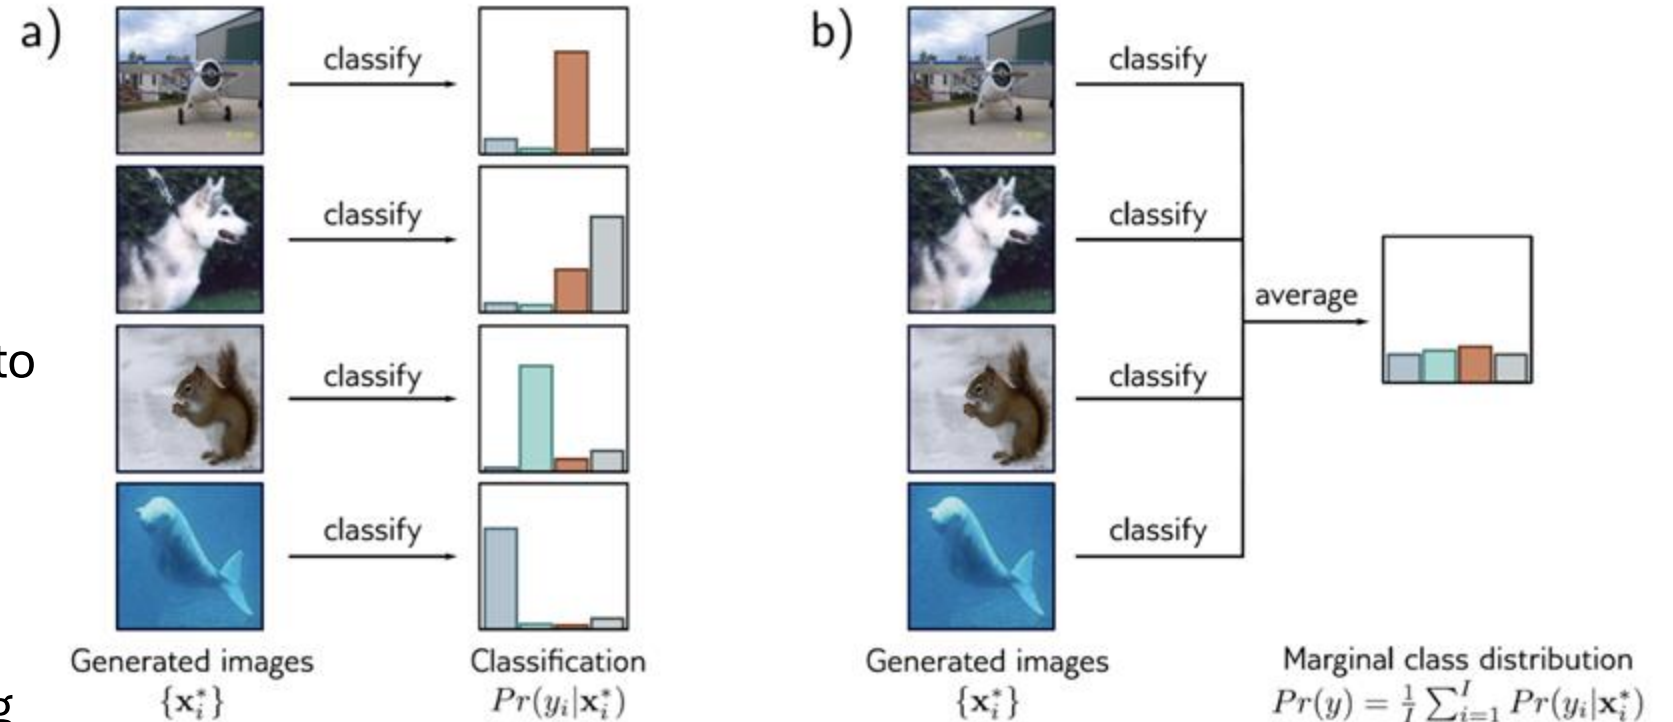 a)
classify
classify
classify
classify
Generated images
{x*_i}
Classification
Pr(y_i|x*_i)
b)
classify
classify
classify
classify
average
Generated images
{x*_i}
Marginal class distribution
Pr(y) = 1/I ∑_{i=1}^{I} Pr(y_i|x*_i)
to
g